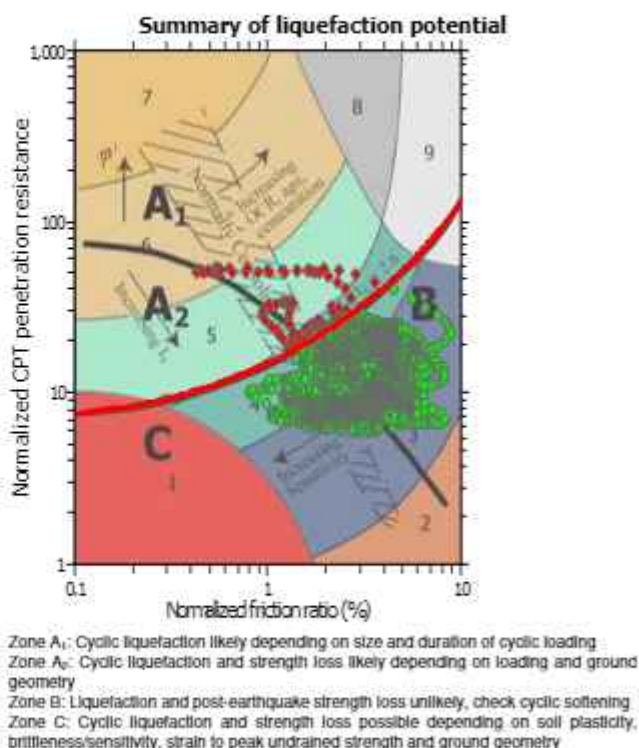 Summary of liquefaction potential
1,000
7
8
9
Increasing
OCR, age,
cementation
Normally
A₁
100
6
A₂
5
B
10
C
1
Increasing
2
1
0.1
1
10
Normalized CPT penetration resistance
Normalized friction ratio (%)
Zone A₁: Cyclic liquefaction likely depending on size and duration of cyclic loading
Zone A₂: Cyclic liquefaction and strength loss likely depending on loading and ground
geometry
Zone B: Liquefaction and post-earthquake strength loss unlikely, check cyclic softening
Zone C: Cyclic liquefaction and strength loss possible depending on soil plasticity,
brittleness/sensitivity, strain to peak undrained strength and ground geometry